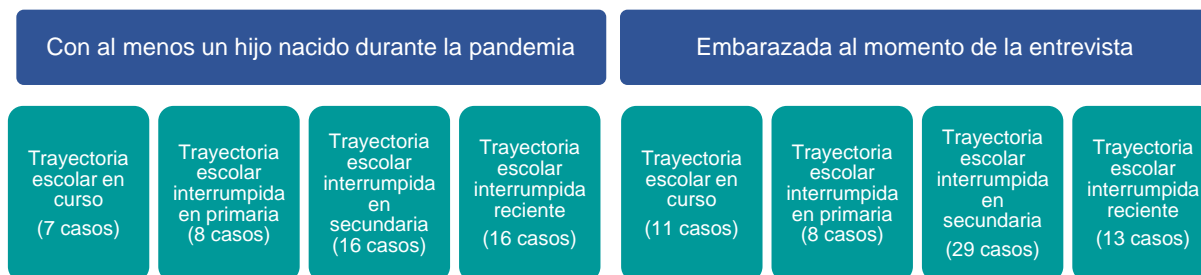 Con al menos un hijo nacido durante la pandemia
Embarazada al momento de la entrevista
Trayectoria
escolar en
curso
(7 casos)
Trayectoria
escolar
interrumpida
en primaria
(8 casos)
Trayectoria
escolar
interrumpida
en
secundaria
(16 casos)
Trayectoria
escolar
interrumpida
reciente
(16 casos)
Trayectoria
escolar en
curso
(11 casos)
Trayectoria
escolar
interrumpida
en primaria
(8 casos)
Trayectoria
escolar
interrumpida
en
secundaria
(29 casos)
Trayectoria
escolar
interrumpida
reciente
(13 casos)